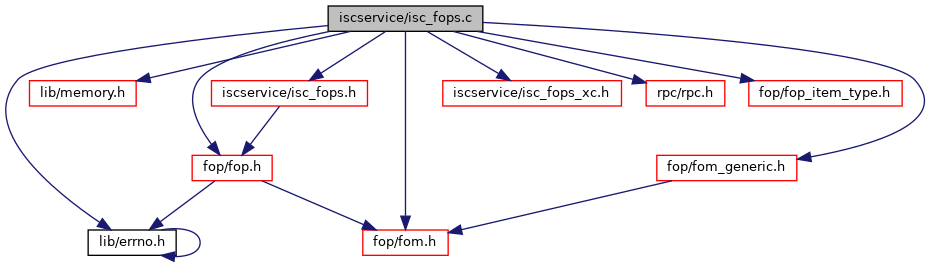 iscservice/isc_fops.c
lib/memory.h
iscservice/isc_fops.h
iscservice/isc_fops_xc.h
rpc/rpc.h
fop/fop_item_type.h
fop/fop.h
fop/fom_generic.h
lib/errno.h
fop/fom.h